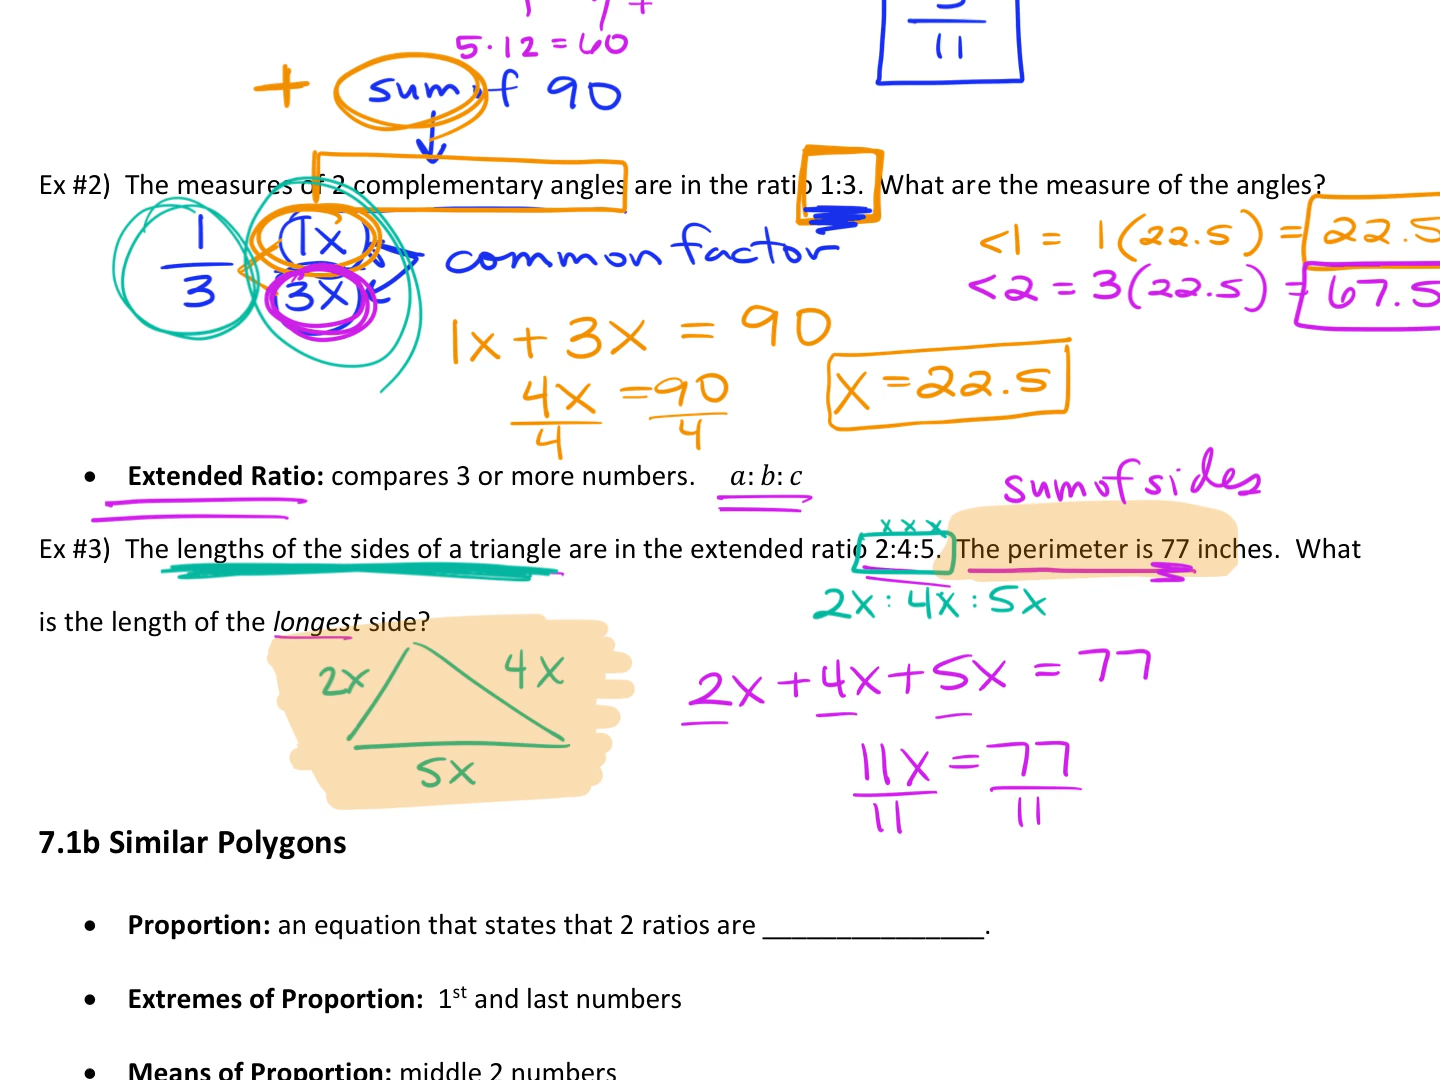 5·12=60
3/11
+ sum of 90
Ex #2) The measures of 2 complementary angles are in the ratio 1:3. What are the measure of the angles?
1/3 (1x)/(3x) common factor
<1 = 1(22.5) = 22.5
<2 = 3(22.5) = 67.5
1x + 3x = 90
4x/4 = 90/4
x = 22.5
• Extended Ratio: compares 3 or more numbers. a: b: c
sum of sides
x x x
Ex #3) The lengths of the sides of a triangle are in the extended ratio 2:4:5. The perimeter is 77 inches. What
2x : 4x : 5x
is the length of the longest side?
2x 4x
5x
2x + 4x + 5x = 77
11x/11 = 77/11
7.1b Similar Polygons
• Proportion: an equation that states that 2 ratios are _______________.
• Extremes of Proportion: 1st and last numbers
• Means of Proportion: middle 2 numbers